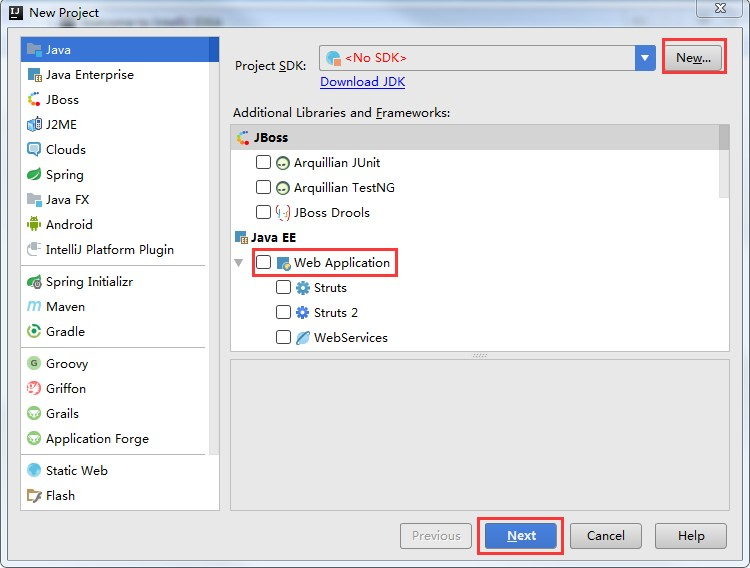 New Project
Java
Java Enterprise
JBoss
J2ME
Clouds
Spring
Java FX
Android
IntelliJ Platform Plugin
Spring Initializr
Maven
Gradle
Groovy
Griffon
Grails
Application Forge
Static Web
Flash
Project SDK: <No SDK> New...
Download JDK
Additional Libraries and Frameworks:
JBoss
Arquillian JUnit
Arquillian TestNG
JBoss Drools
Java EE
Web Application
Struts
Struts 2
WebServices
Previous Next Cancel Help